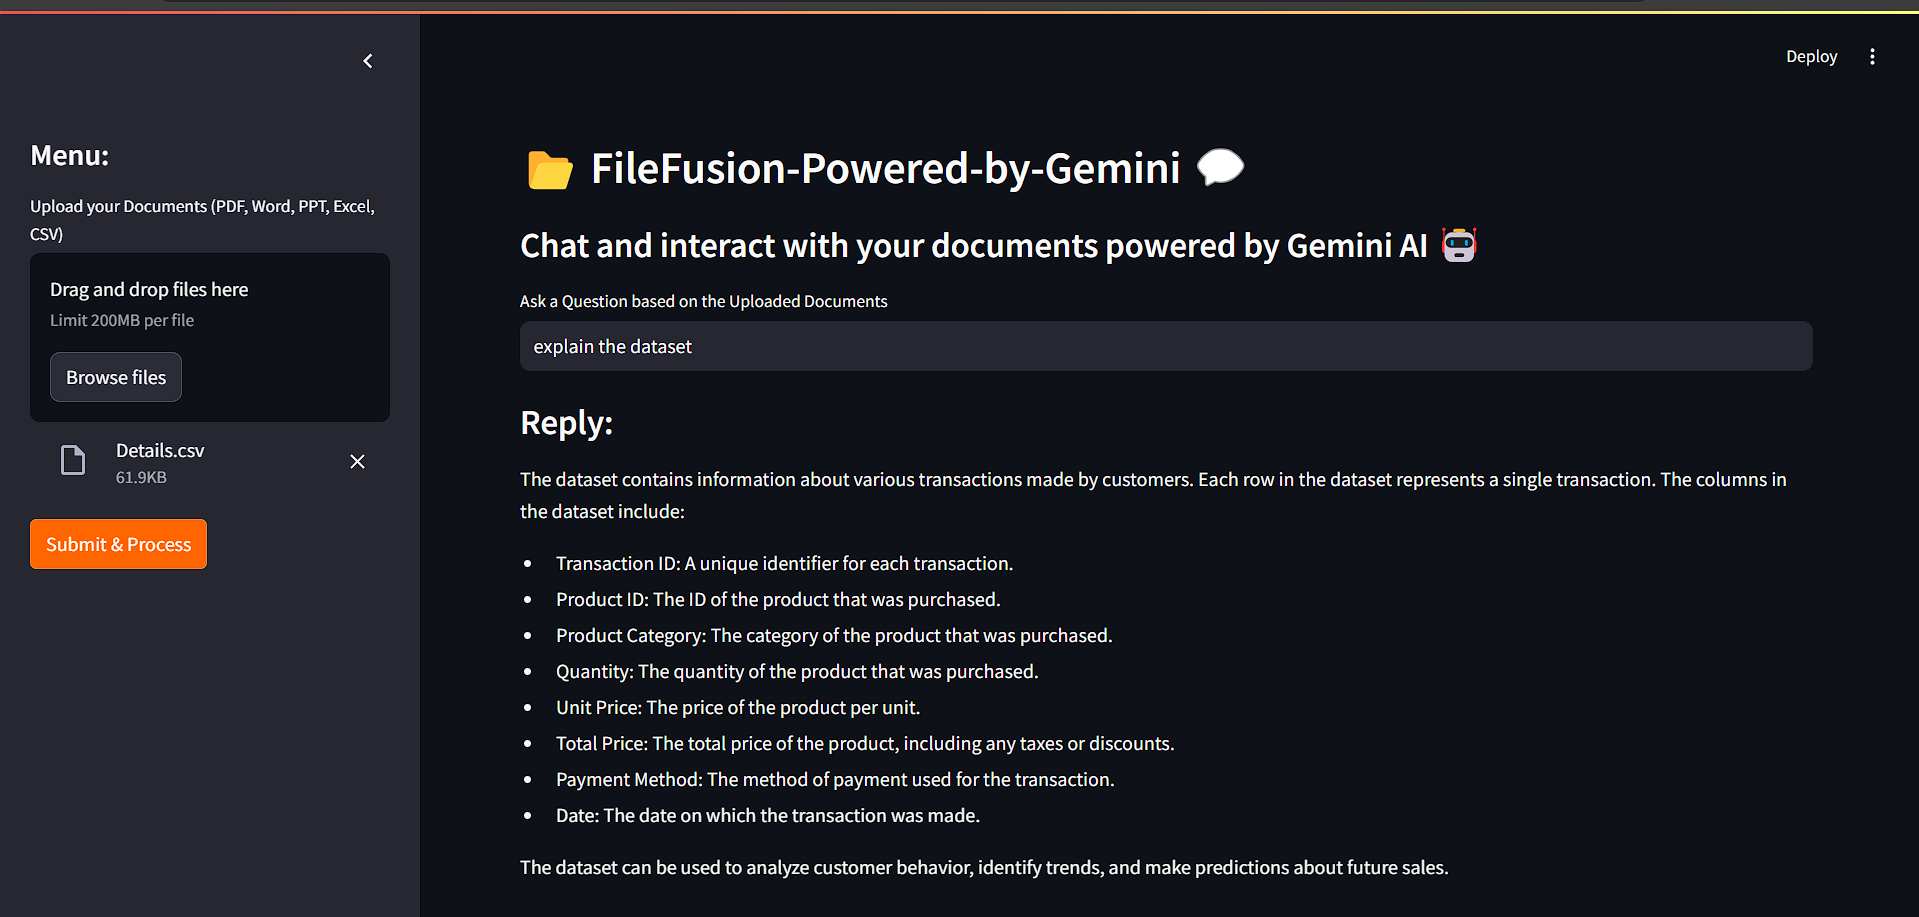 Deploy
Menu:
Upload your Documents (PDF, Word, PPT, Excel,
CSV)
Drag and drop files here
Limit 200MB per file
Browse files
Details.csv
61.9KB
Submit & Process
FileFusion-Powered-by-Gemini
Chat and interact with your documents powered by Gemini AI
Ask a Question based on the Uploaded Documents
explain the dataset
Reply:
The dataset contains information about various transactions made by customers. Each row in the dataset represents a single transaction. The columns in
the dataset include:
Transaction ID: A unique identifier for each transaction.
Product ID: The ID of the product that was purchased.
Product Category: The category of the product that was purchased.
Quantity: The quantity of the product that was purchased.
Unit Price: The price of the product per unit.
Total Price: The total price of the product, including any taxes or discounts.
Payment Method: The method of payment used for the transaction.
Date: The date on which the transaction was made.
The dataset can be used to analyze customer behavior, identify trends, and make predictions about future sales.